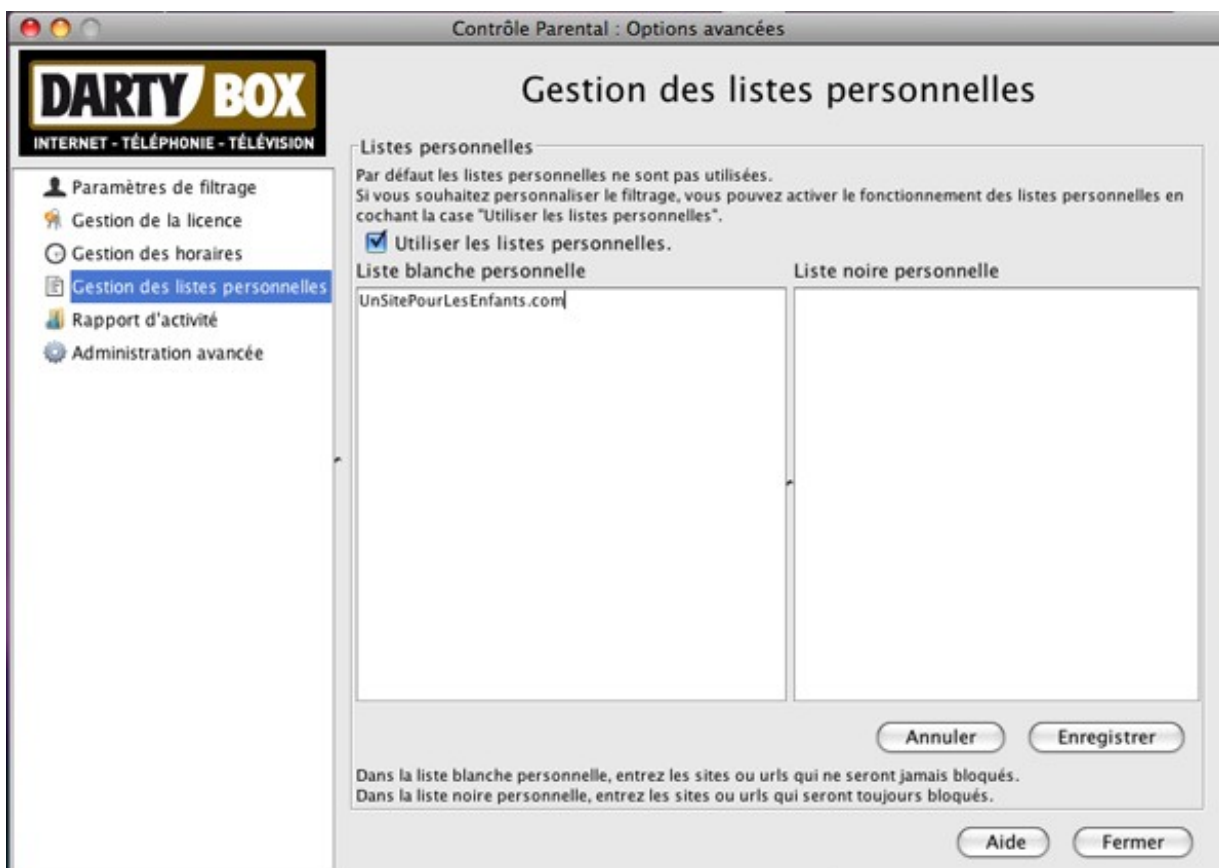 Contrôle Parental : Options avancées
DARTY BOX
INTERNET - TÉLÉPHONIE - TÉLÉVISION
Paramètres de filtrage
Gestion de la licence
Gestion des horaires
Gestion des listes personnelles
Rapport d'activité
Administration avancée
Gestion des listes personnelles
Listes personnelles
Par défaut les listes personnelles ne sont pas utilisées.
Si vous souhaitez personnaliser le filtrage, vous pouvez activer le fonctionnement des listes personnelles en
cochant la case "Utiliser les listes personnelles".
Utiliser les listes personnelles.
Liste blanche personnelle
UnSitePourLesEnfants.com
Liste noire personnelle
Annuler
Enregistrer
Dans la liste blanche personnelle, entrez les sites ou urls qui ne seront jamais bloqués.
Dans la liste noire personnelle, entrez les sites ou urls qui seront toujours bloqués.
Aide
Fermer